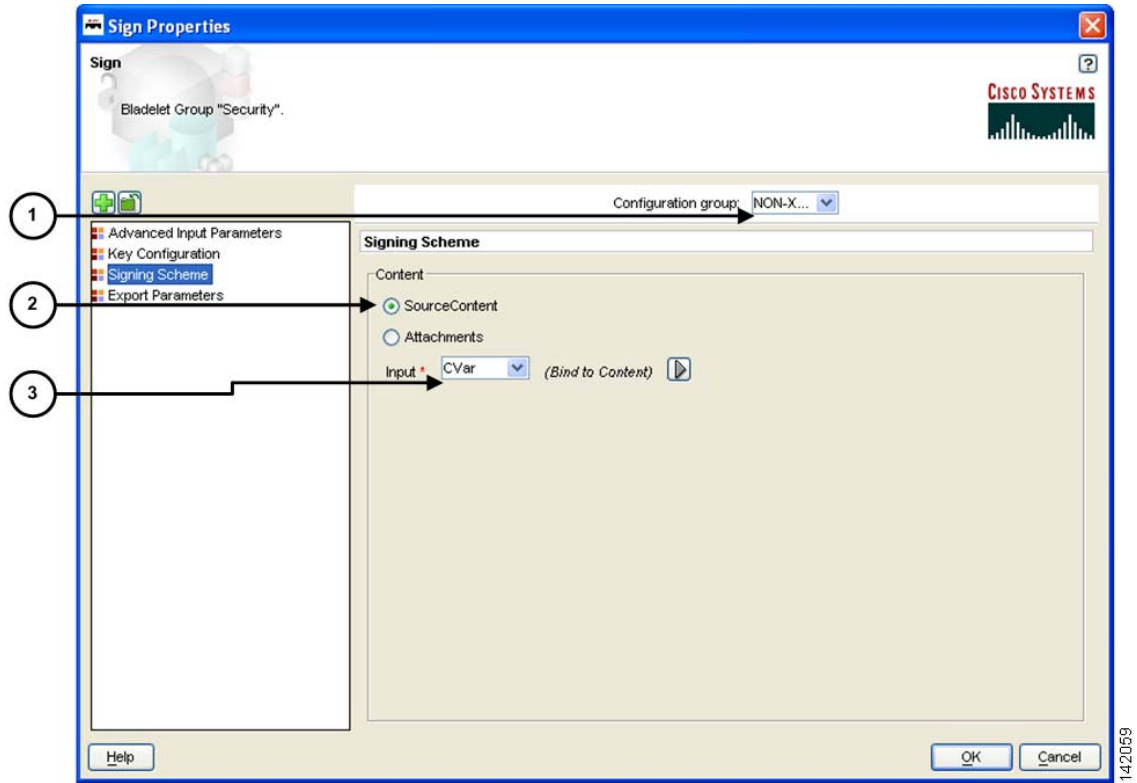 Sign Properties
Sign
?
Bladelet Group "Security".
CISCO SYSTEMS
1
Configuration group: NON-X...
Advanced Input Parameters
Key Configuration
Signing Scheme
Export Parameters
Signing Scheme
Content
2
SourceContent
Attachments
Input * CVar (Bind to Content)
3
Help
OK
Cancel
142059